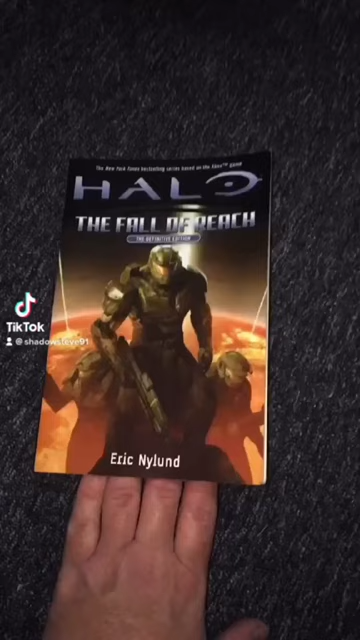 The New York Times bestselling series based on the Xbox™ game
HALO
THE FALL OF REACH
THE DEFINITIVE EDITION
TikTok
@shadowsteve91
Eric Nylund